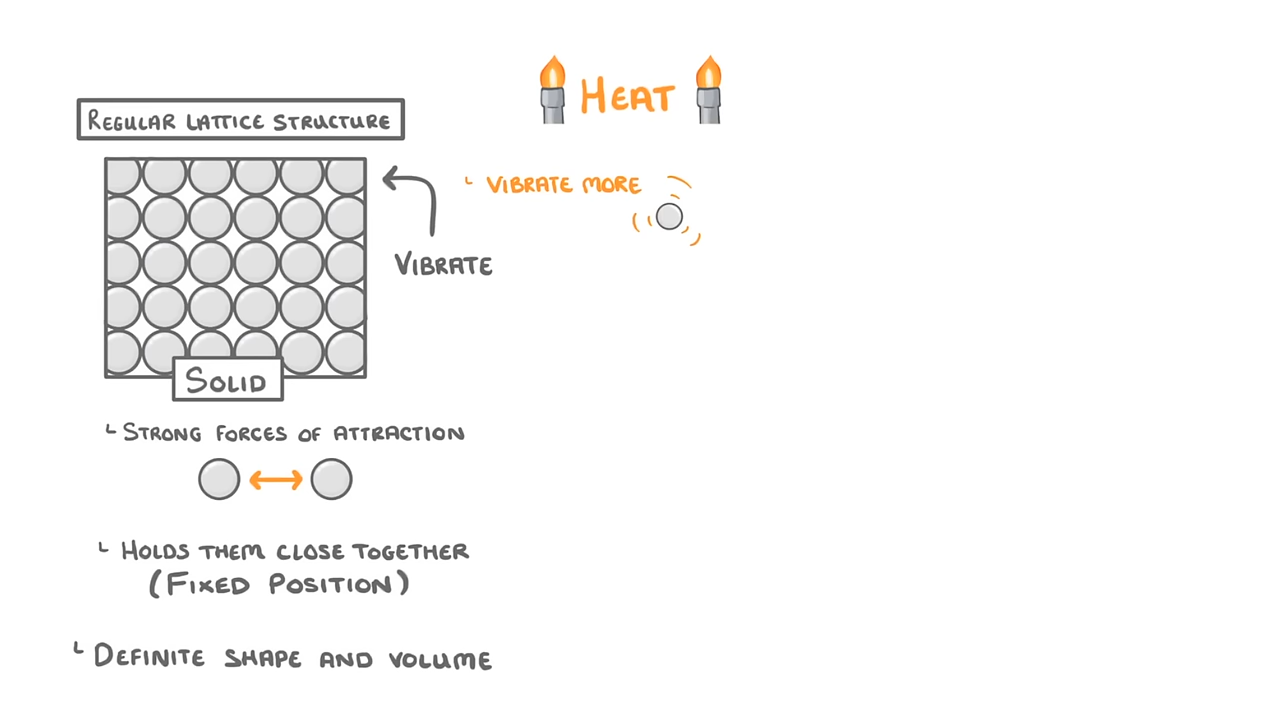 HEAT
REGULAR LATTICE STRUCTURE
VIBRATE MORE
VIBRATE
SOLID
STRONG FORCES OF ATTRACTION
HOLDS THEM CLOSE TOGETHER
(FIXED POSITION)
DEFINITE SHAPE AND VOLUME